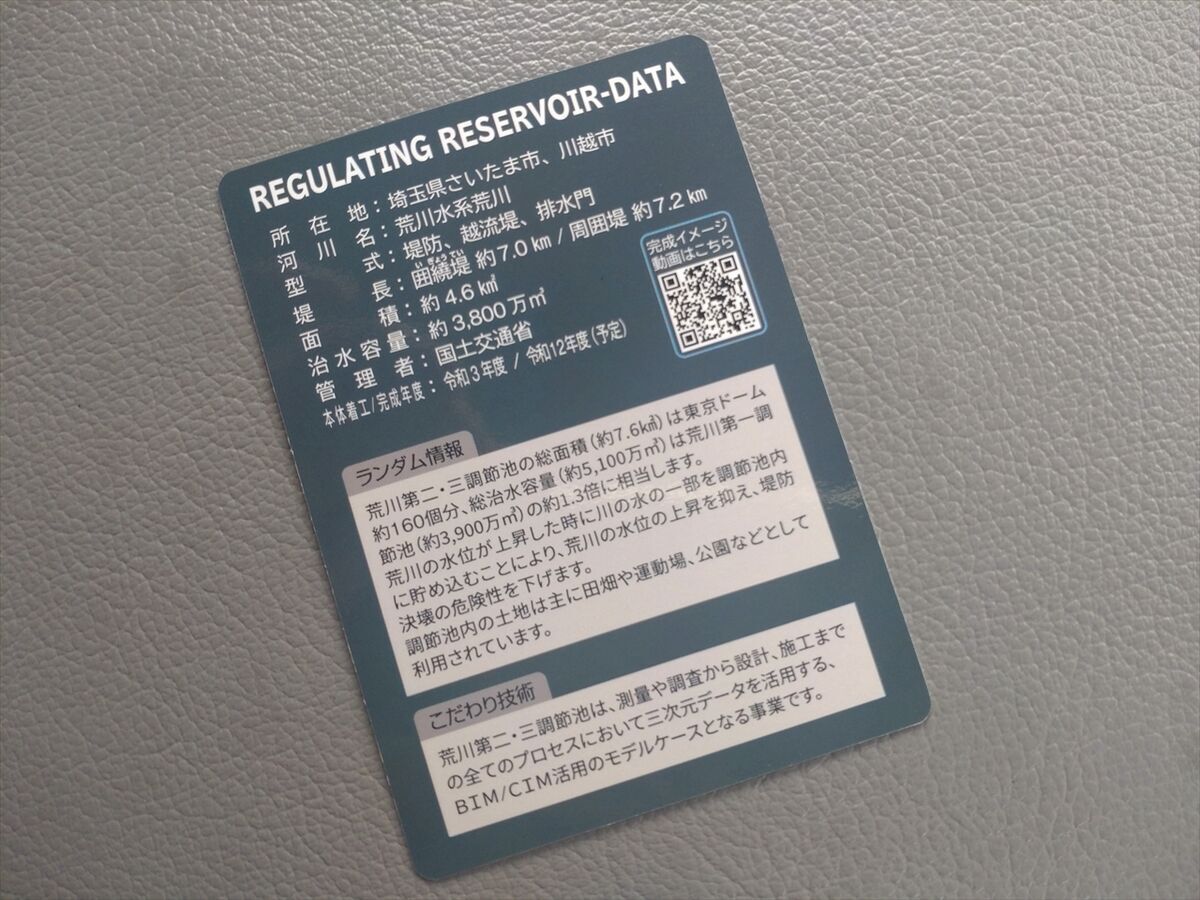 REGULATING RESERVOIR-DATA
所在地：埼玉県さいたま市、川越市
河川名：荒川水系荒川
型式：堤防、越流堤、排水門
いぎょうてい
堤長：囲繞堤 約7.0㎞ / 周囲堤 約7.2㎞
面積：約 4.6㎢
治水容量：約 3,800万㎥
管理者：国土交通省
本体着工/完成年度：令和3年度 / 令和12年度(予定)
完成イメージ
動画はこちら
ランダム情報
荒川第二・三調節池の総面積(約7.6㎢)は東京ドーム
約160個分、総治水容量(約5,100万㎥)は荒川第一調
節池(約3,900万㎥)の約1.3倍に相当します。
荒川の水位が上昇した時に川の水の一部を調節池内
に貯め込むことにより、荒川の水位の上昇を抑え、堤防
決壊の危険性を下げます。
調節池内の土地は主に田畑や運動場、公園などとして
利用されています。
こだわり技術
荒川第二・三調節池は、測量や調査から設計、施工まで
の全てのプロセスにおいて三次元データを活用する、
BIM/CIM活用のモデルケースとなる事業です。